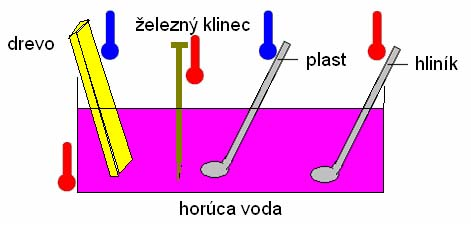 drevo
železný klinec
plast
hliník
horúca voda